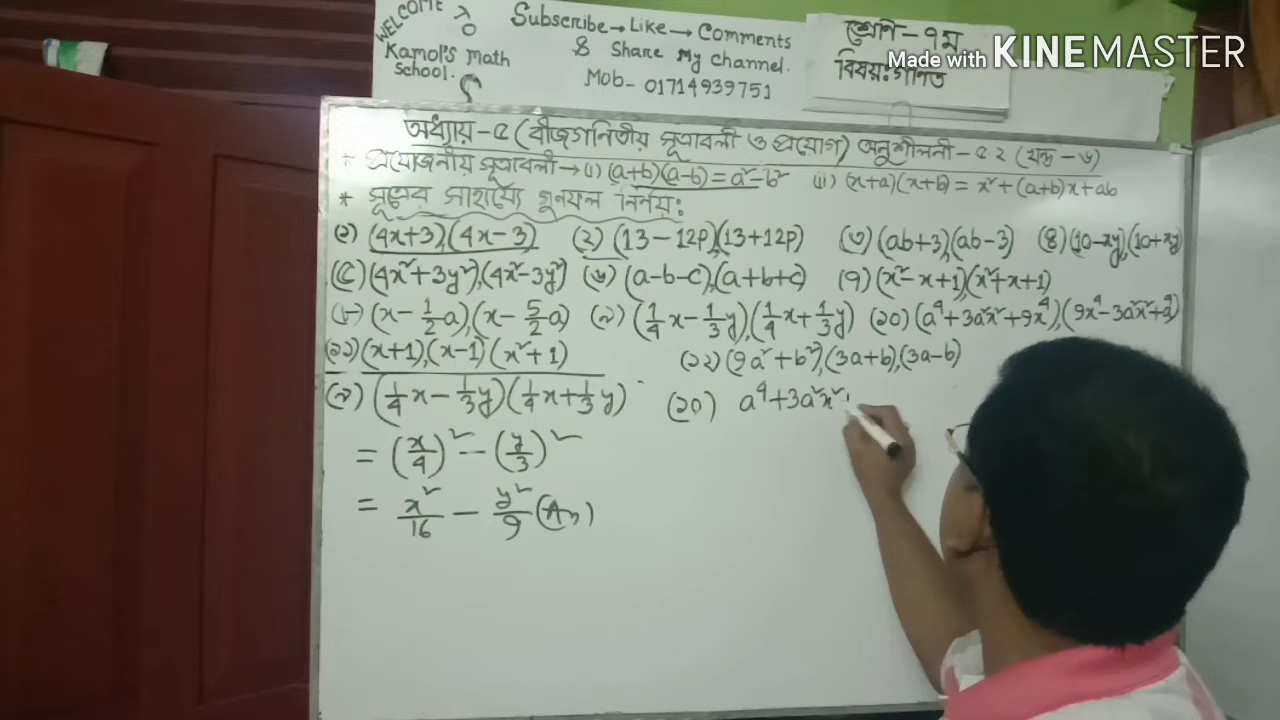 WELCOME TO Kamol's Math School.
Subscribe → Like → Comments
& Share My channel.
Mob- 01714939751
শ্রেণি - ৭ম
বিষয়ঃ গণিত
Made with KINEMASTER
অধ্যায় - ৫ (বীজগণিতীয় সূত্রাবলী ও প্রয়োগ) অনুশীলনী - ৫.২ (খন্ড - ৬)
প্রয়োজনীয় সূত্রাবলী → (i) (a+b)(a-b) = a²-b² (ii) (x+a)(x+b) = x²+(a+b)x+ab
* সূত্রের সাহায্যে গুনফল নির্নয়:
(১) (4x+3),(4x-3) (২) (13-12P),(13+12P) (৩) (ab+3),(ab-3) (৪) (10-xy),(10+xy)
(৫) (4x²+3y²),(4x²-3y²) (৬) (a-b-c),(a+b+c) (৭) (x²-x+1),(x²+x+1)
(৮) (x-1/2a),(x-5/2a) (৯) (1/4x-1/3y),(1/4x+1/3y) (১০) (a⁴+3a²x²+9x⁴),(9x⁴-3a²x²+a⁴)
(১১) (x+1),(x-1)(x²+1) (১২) (9a²+b²),(3a+b),(3a-b)
(৯) (1/4x-1/3y)(1/4x+1/3y) (১০) a⁴+3a²x²
= (x/4)² - (y/3)²
= x²/16 - y²/9 (An)